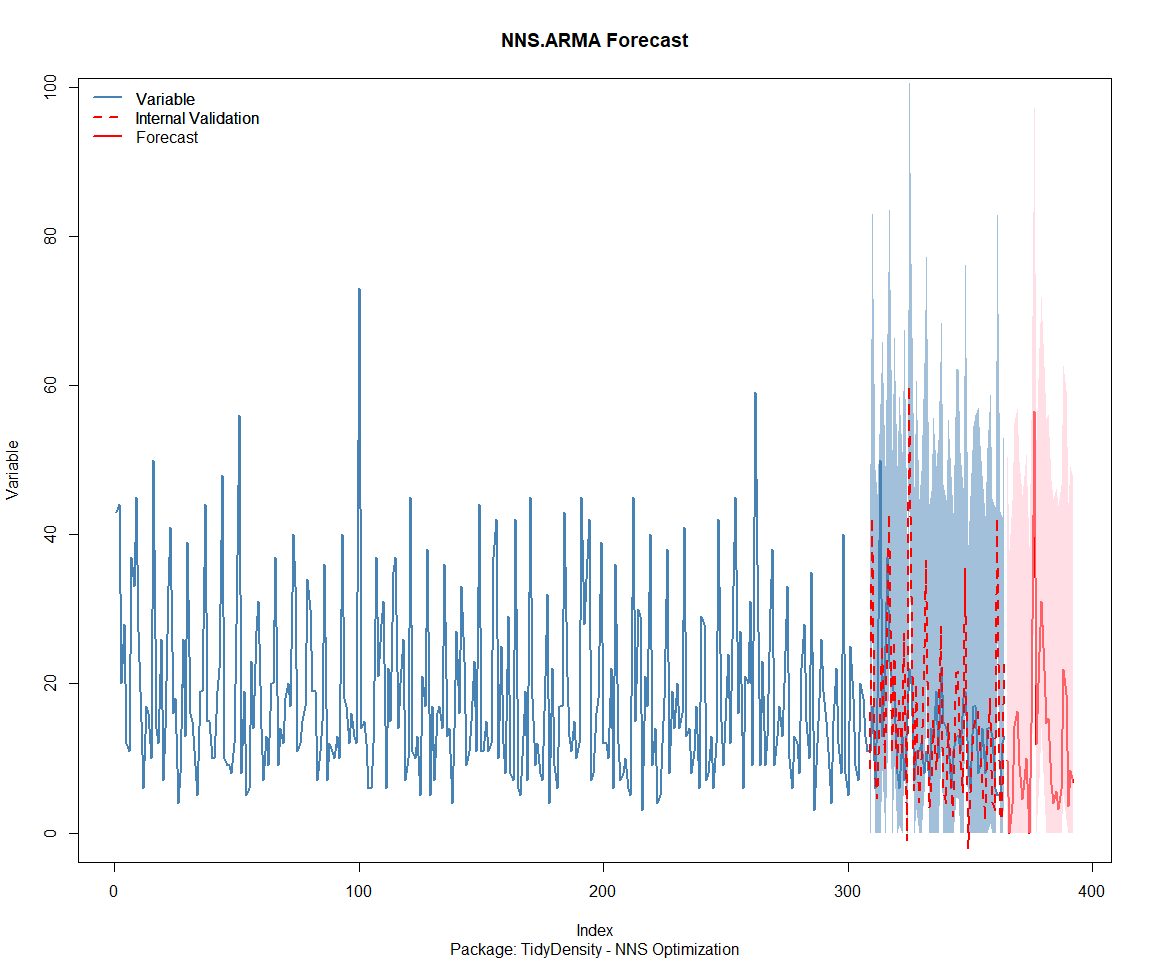 NNS.ARMA Forecast
Variable
Internal Validation
Forecast
100
80
60
40
20
0
Variable
0 100 200 300 400
Index
Package: TidyDensity - NNS Optimization